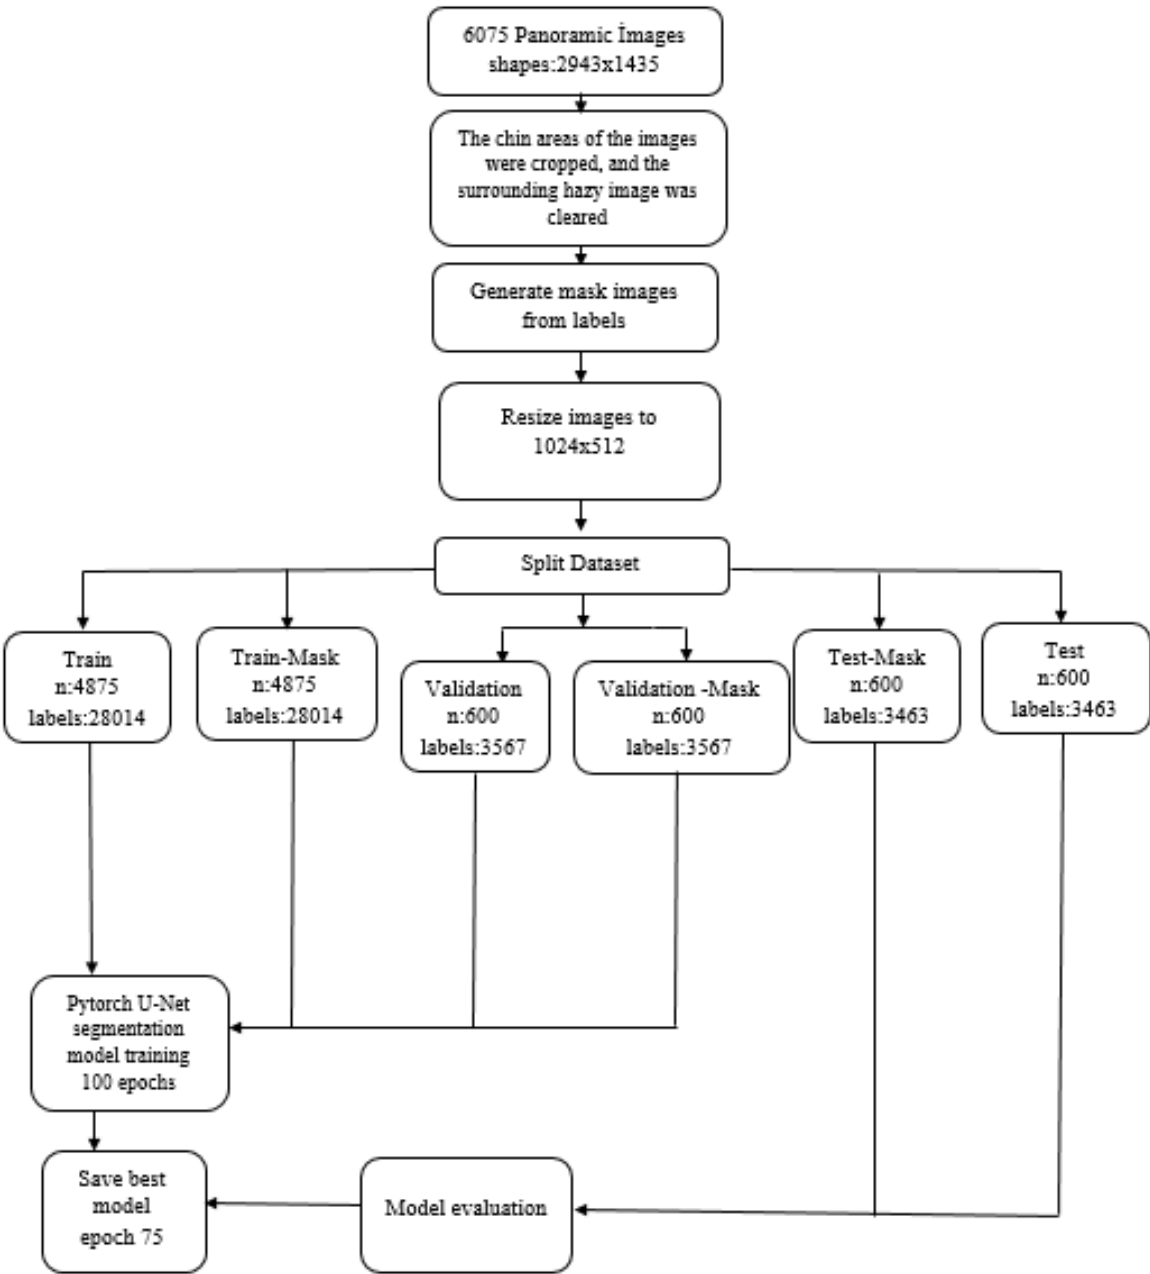 6075 Panoramic İmages
shapes:2943x1435
The chin areas of the images
were cropped, and the
surrounding hazy image was
cleared
Generate mask images
from labels
Resize images to
1024x512
Split Dataset
Train
n:4875
labels:28014
Train-Mask
n:4875
labels:28014
Validation
n:600
labels:3567
Validation -Mask
n:600
labels:3567
Test-Mask
n:600
labels:3463
Test
n:600
labels:3463
Pytorch U-Net
segmentation
model training
100 epochs
Save best
model
epoch 75
Model evaluation